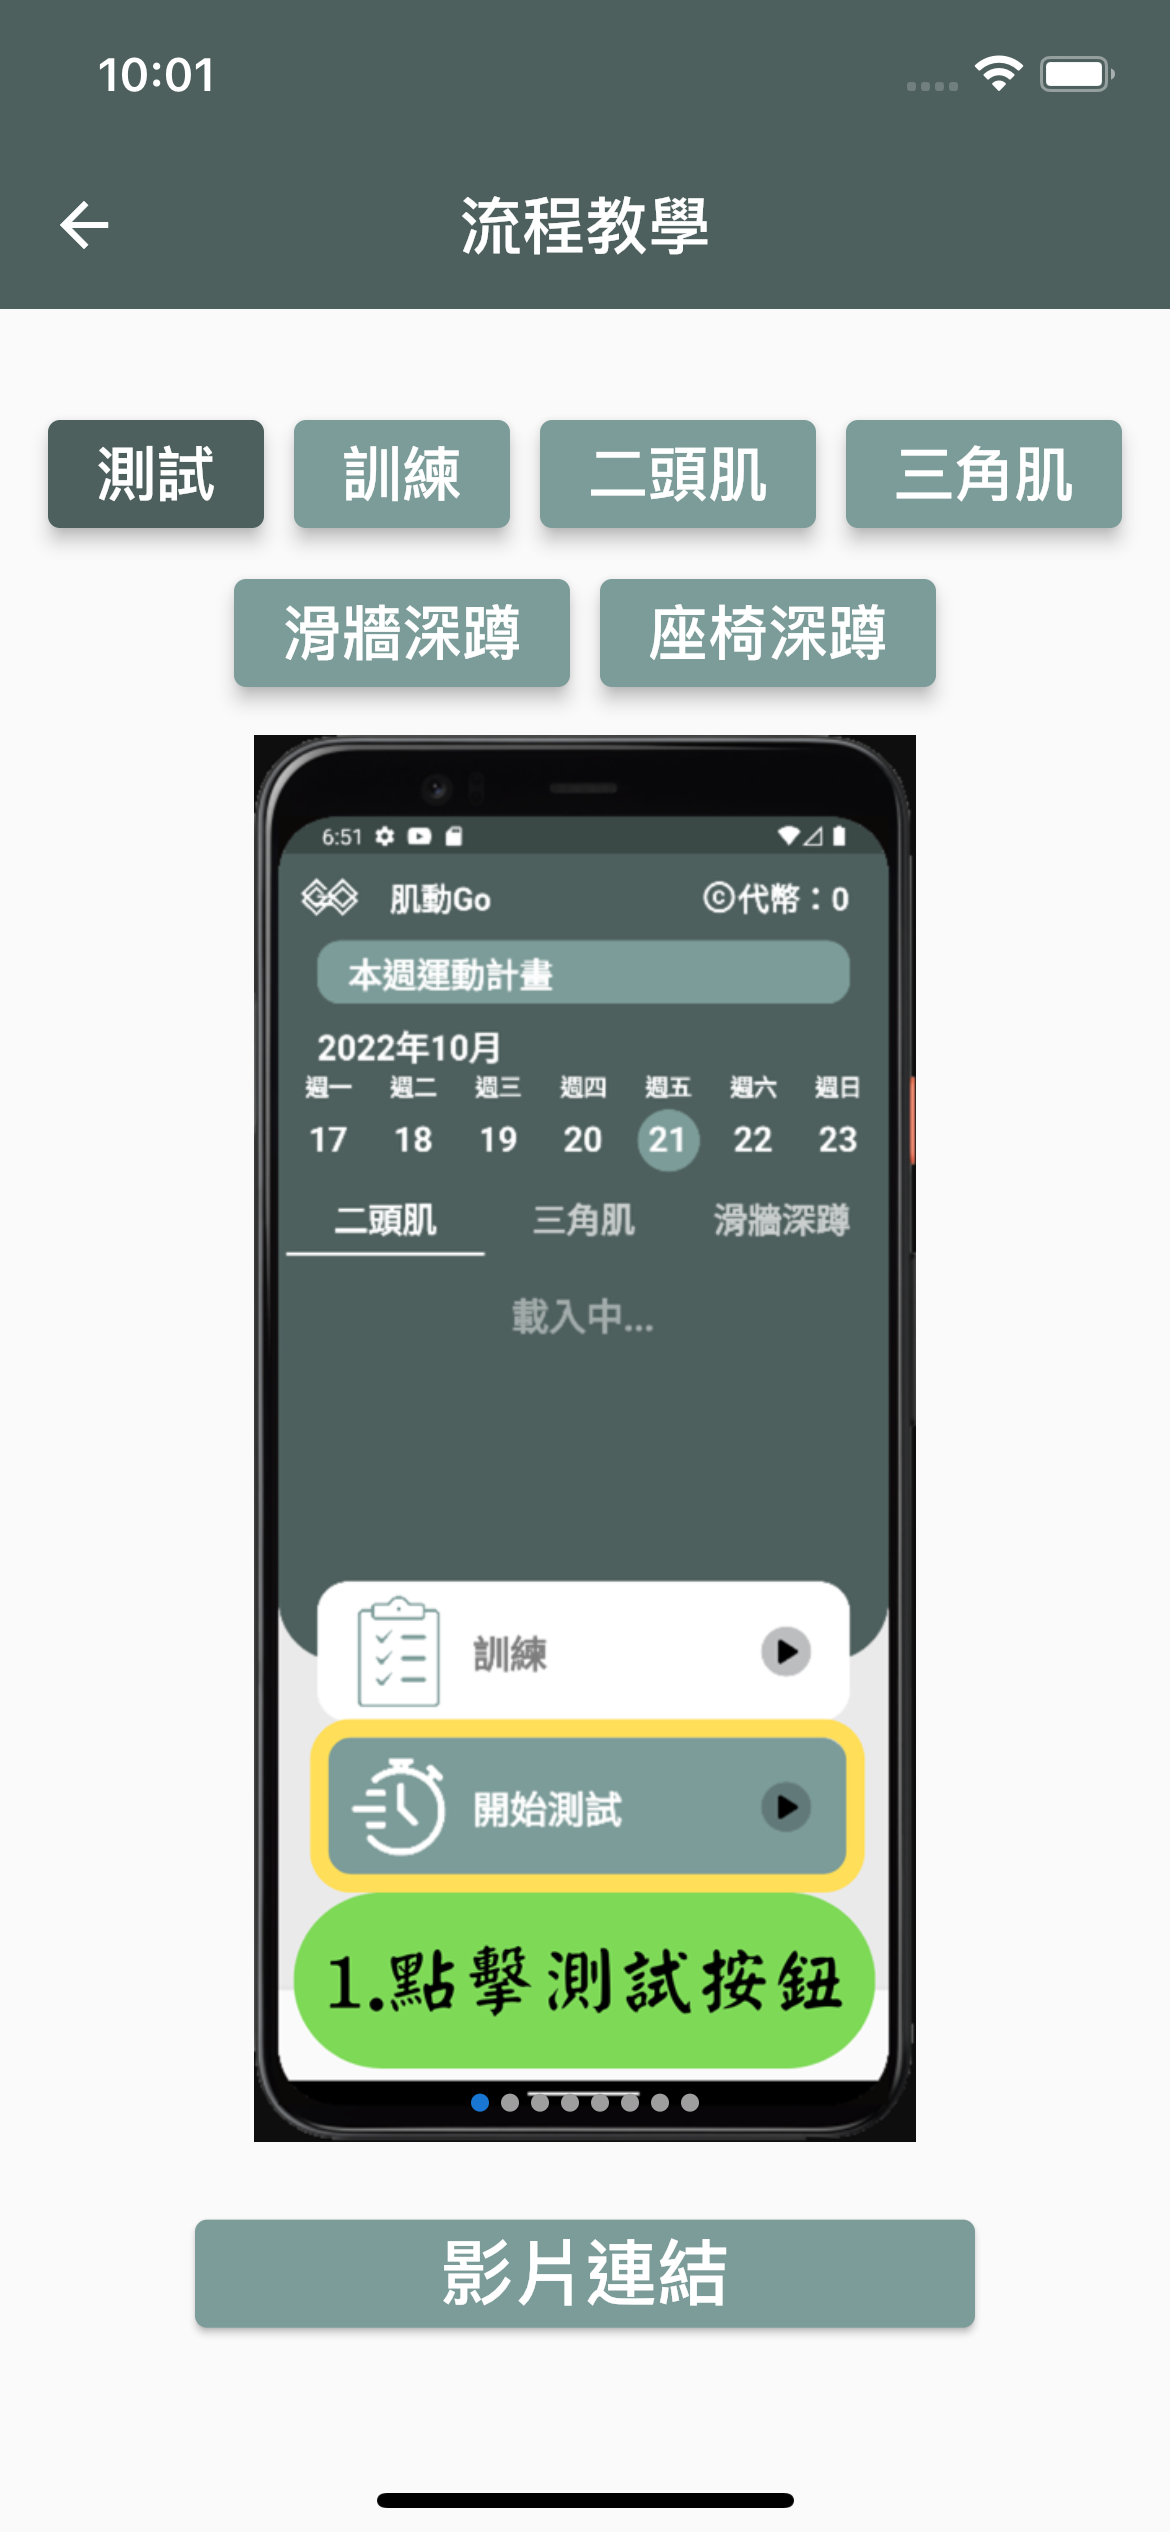 10:01
流程教學
測試 訓練 二頭肌 三角肌
滑牆深蹲 座椅深蹲
6:51
肌動Go ©代幣：0
本週運動計畫
2022年10月
週一 週二 週三 週四 週五 週六 週日
17 18 19 20 21 22 23
二頭肌 三角肌 滑牆深蹲
載入中...
訓練
開始測試
1.點擊測試按鈕
影片連結